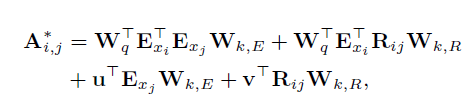 A*_{i,j} = W_q^⊤ E_{x_i}^⊤ E_{x_j} W_{k,E} + W_q^⊤ E_{x_i}^⊤ R_{ij} W_{k,R}
+ u^⊤ E_{x_j} W_{k,E} + v^⊤ R_{ij} W_{k,R},